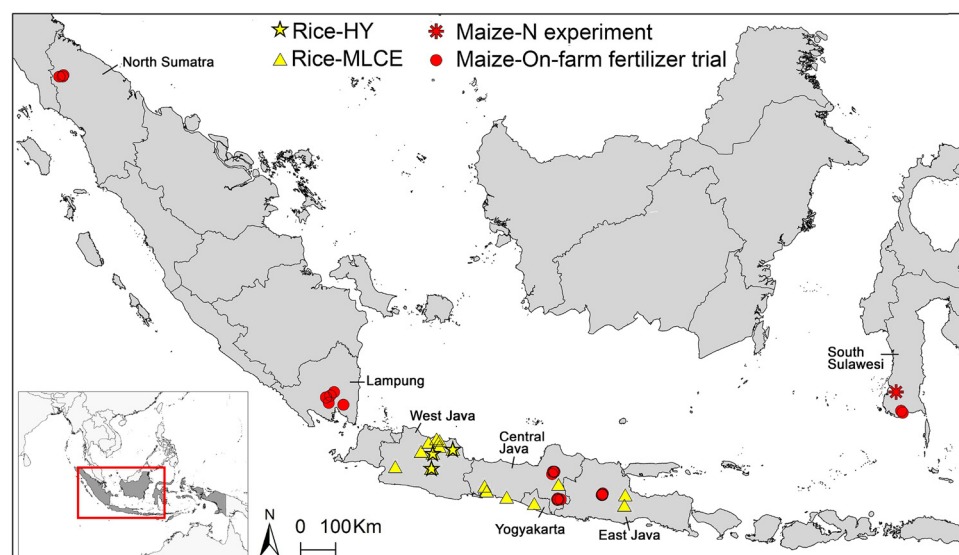 Rice-HY
Rice-MLCE
Maize-N experiment
Maize-On-farm fertilizer trial
North Sumatra
South
Sulawesi
Lampung
West Java
Central
Java
Yogyakarta
East Java
N
0 100Km